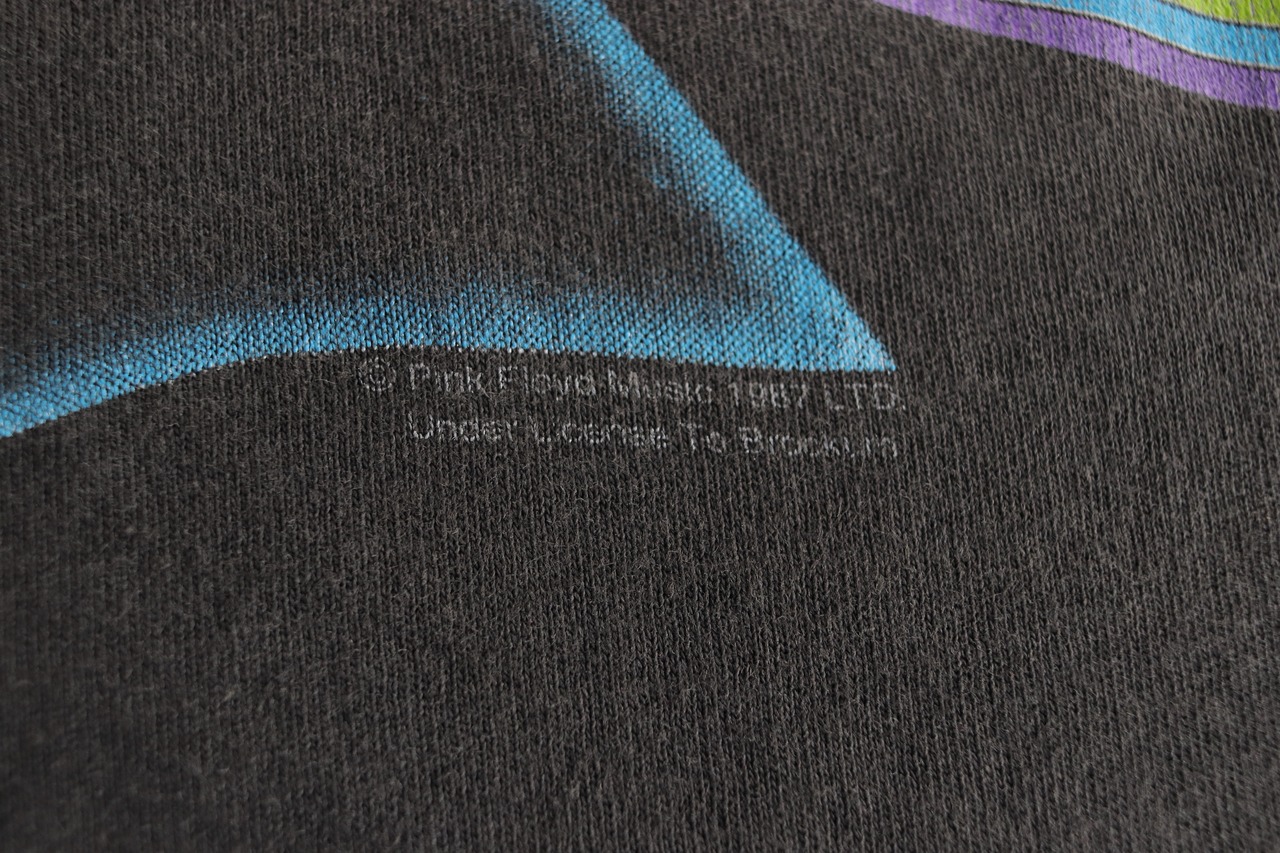 © Pink Floyd Music 1987 LTD.
Under License To Brockum